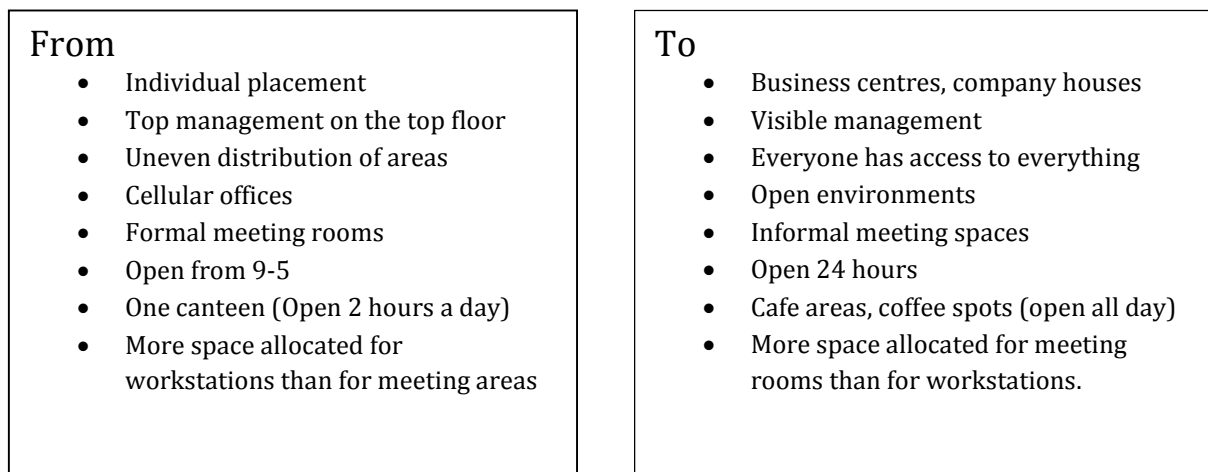 From
• Individual placement
• Top management on the top floor
• Uneven distribution of areas
• Cellular offices
• Formal meeting rooms
• Open from 9-5
• One canteen (Open 2 hours a day)
• More space allocated for
workstations than for meeting areas
To
• Business centres, company houses
• Visible management
• Everyone has access to everything
• Open environments
• Informal meeting spaces
• Open 24 hours
• Cafe areas, coffee spots (open all day)
• More space allocated for meeting
rooms than for workstations.